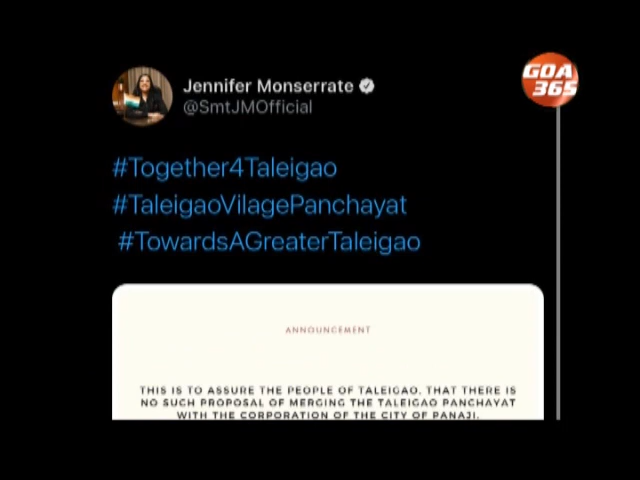 Jennifer Monserrate
@SmtJMOfficial
GOA
365
#Together4Taleigao
#TaleigaoVilagePanchayat
#TowardsAGreaterTaleigao
ANNOUNCEMENT
THIS IS TO ASSURE THE PEOPLE OF TALEIGAO. THAT THERE IS
NO SUCH PROPOSAL OF MERGING THE TALEIGAO PANCHAYAT
WITH THE CORPORATION OF THE CITY OF PANAJI.